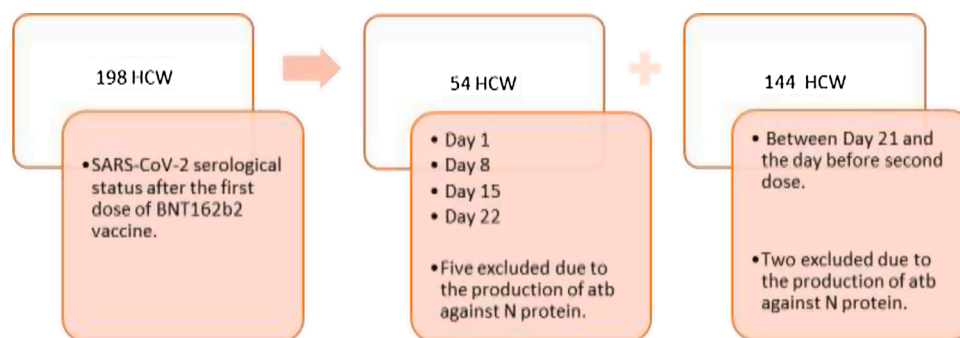 198 HCW
•SARS-CoV-2 serological
status after the first
dose of BNT162b2
vaccine.
54 HCW
• Day 1
• Day 8
• Day 15
• Day 22
•Five excluded due to
the production of atb
against N protein.
144 HCW
• Between Day 21 and
the day before second
dose.
•Two excluded due to
the production of atb
against N protein.